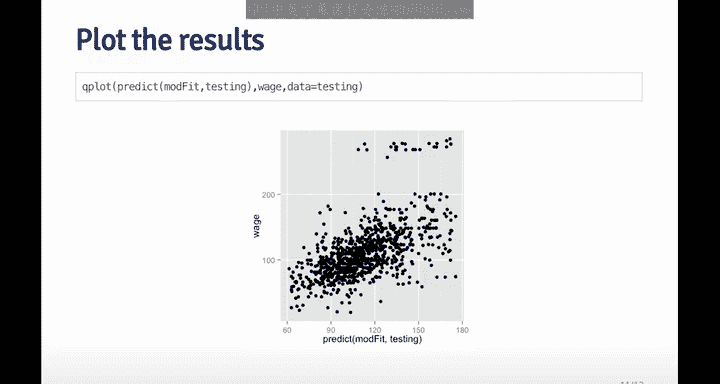 Plot the results
qplot(predict(modFit,testing),wage,data=testing)
200
100
wage
60 90 120 150 180
predict(modFit, testing)